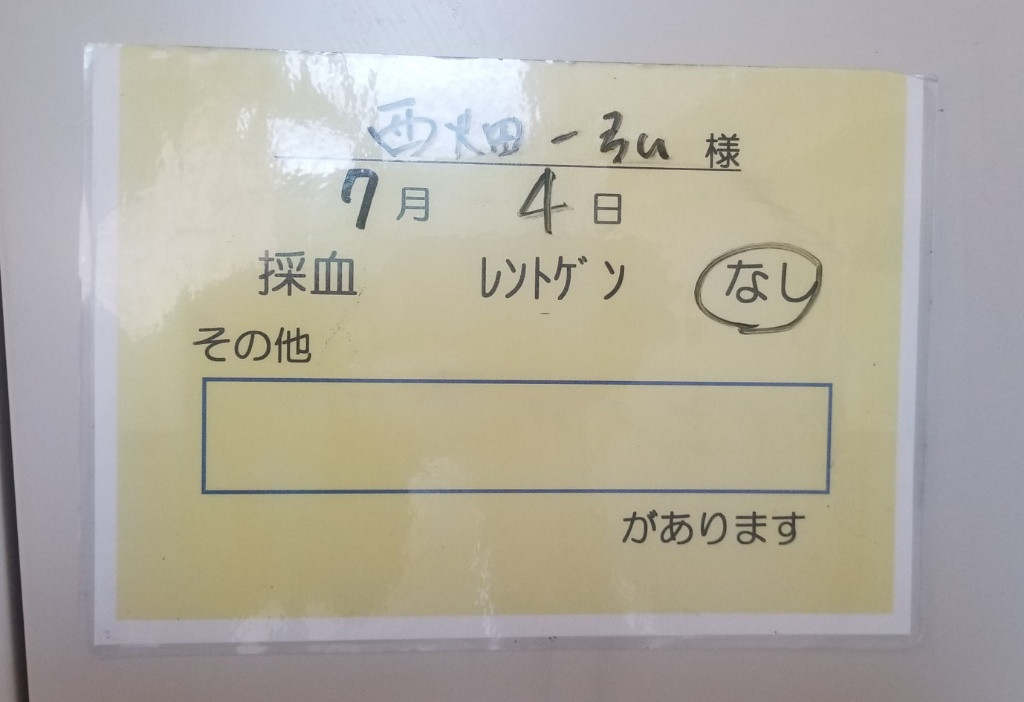 西畑一弘 様
7月 4日
採血 ﾚﾝﾄｹﾞﾝ なし
その他
があります